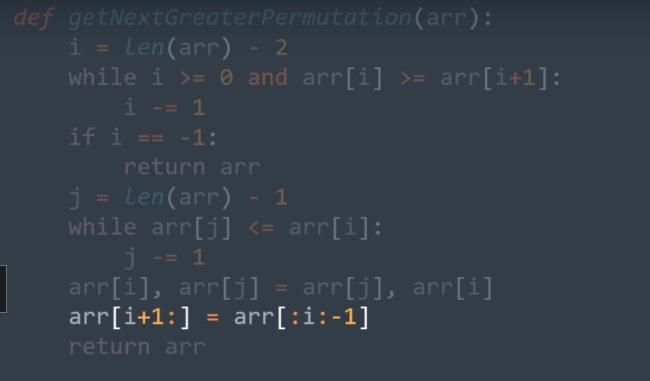 def getNextGreaterPermutation(arr):
    i = len(arr) - 2
    while i >= 0 and arr[i] >= arr[i+1]:
        i -= 1
    if i == -1:
        return arr
    j = len(arr) - 1
    while arr[j] <= arr[i]:
        j -= 1
    arr[i], arr[j] = arr[j], arr[i]
    arr[i+1:] = arr[:i:-1]
    return arr